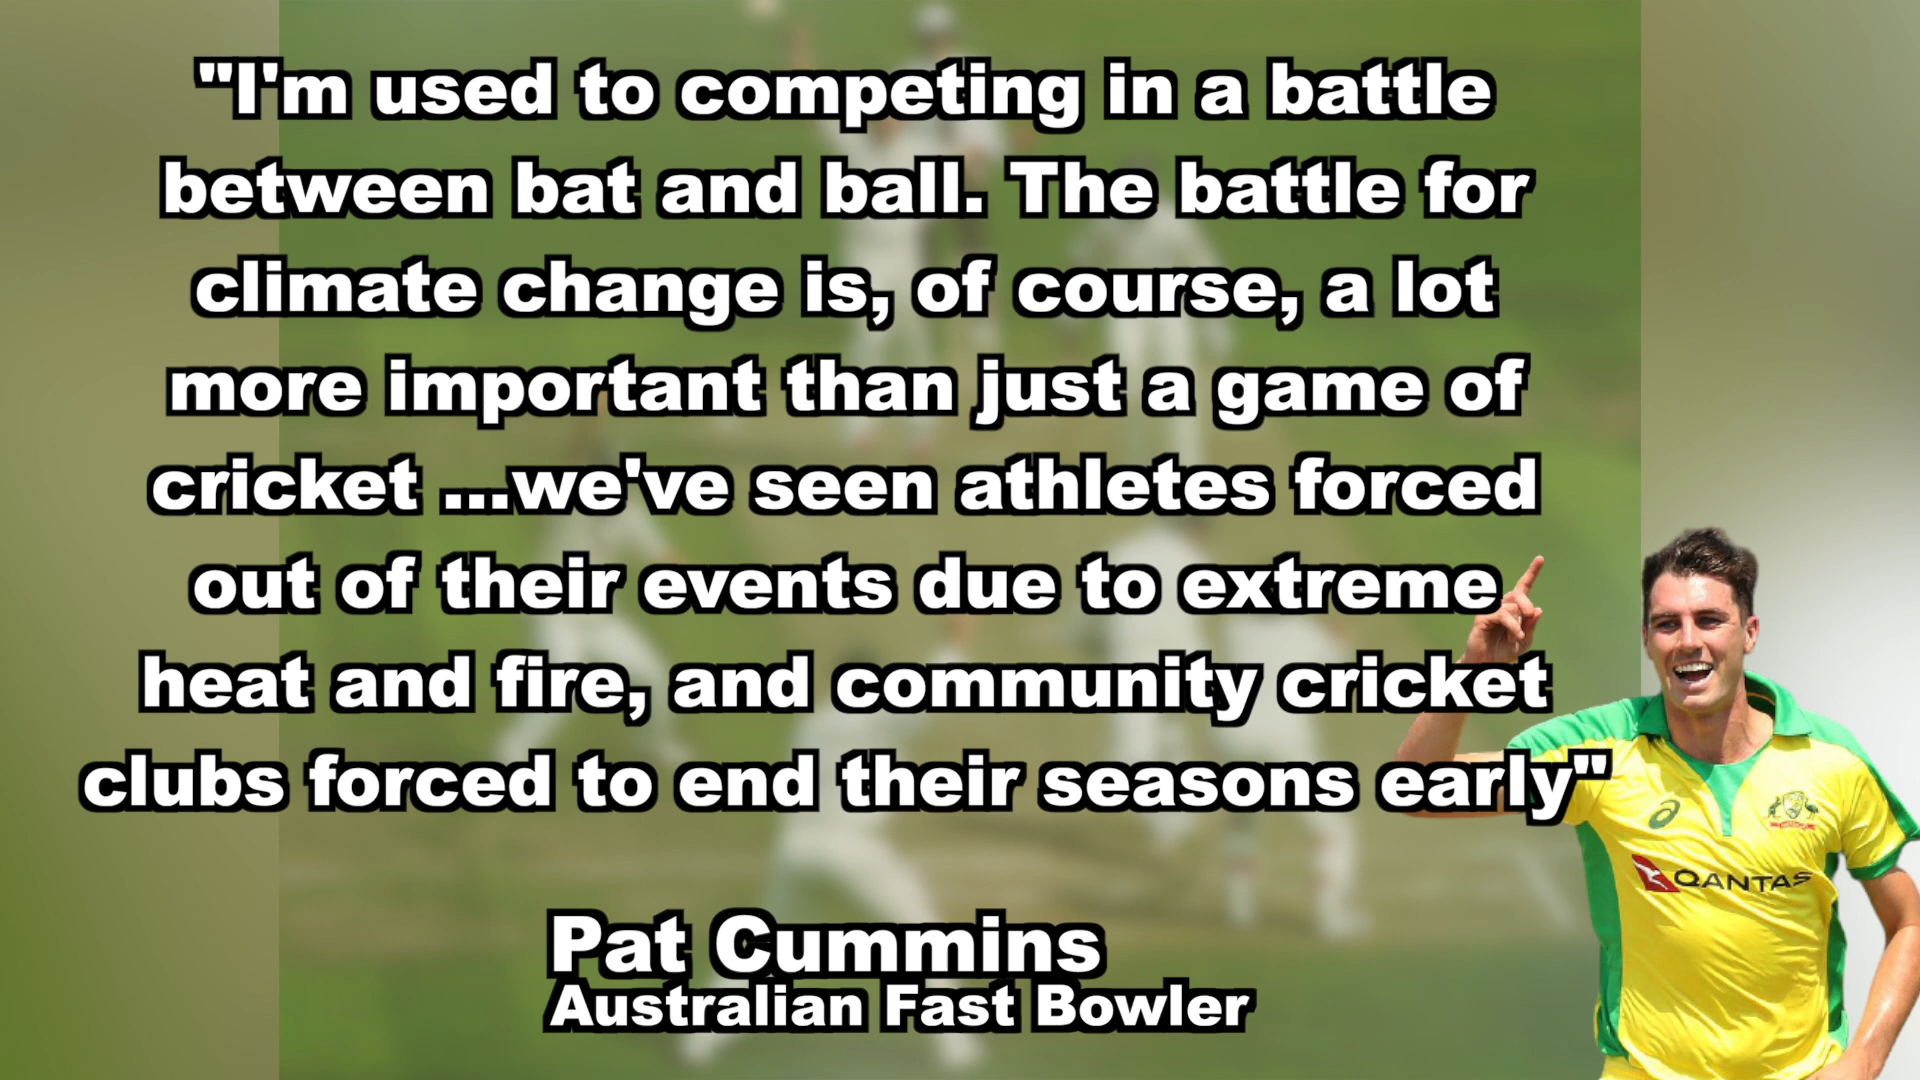 "I'm used to competing in a battle
between bat and ball. The battle for
climate change is, of course, a lot
more important than just a game of
cricket ...we've seen athletes forced
out of their events due to extreme
heat and fire, and community cricket
clubs forced to end their seasons early"
Pat Cummins
Australian Fast Bowler
QANTAS